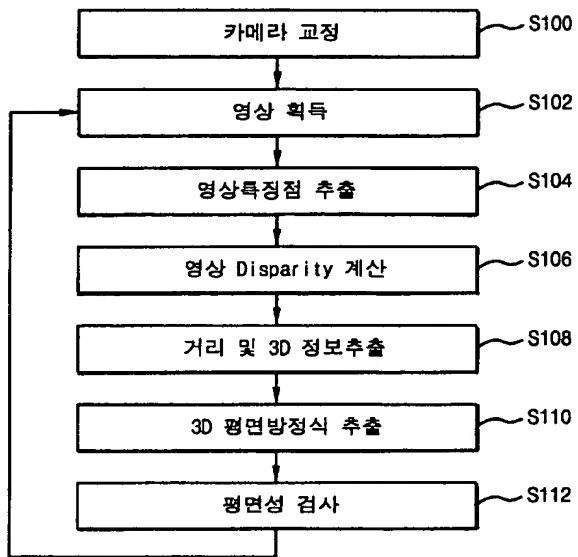 카메라 교정
S100
영상 획득
S102
영상특징점 추출
S104
영상 Disparity 계산
S106
거리 및 3D 정보추출
S108
3D 평면방정식 추출
S110
평면성 검사
S112